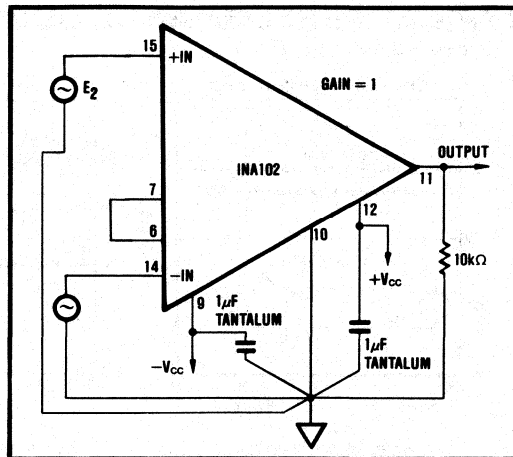 15
+IN
GAIN = 1
E2
OUTPUT
11
INA102
7
12
6
10
10kΩ
14
−IN
+VCC
9
1µF
TANTALUM
1µF
TANTALUM
−VCC